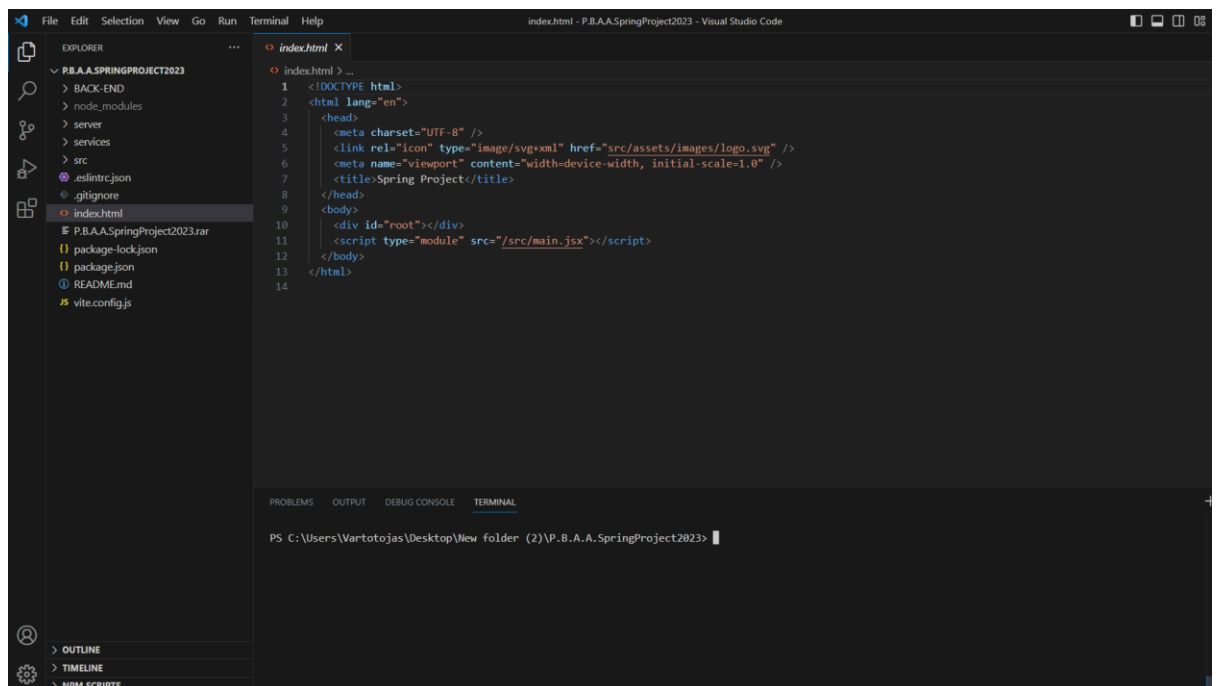 File Edit Selection View Go Run Terminal Help
index.html - P.B.A.A.SpringProject2023 - Visual Studio Code
EXPLORER
P.B.A.A.SPRINGPROJECT2023
BACK-END
node_modules
server
services
src
.eslintrc.json
.gitignore
index.html
P.B.A.A.SpringProject2023.rar
package-lock.json
package.json
README.md
vite.config.js
OUTLINE
TIMELINE
NPM SCRIPTS
index.html
index.html > ...
1 <!DOCTYPE html>
2 <html lang="en">
3 <head>
4 <meta charset="UTF-8" />
5 <link rel="icon" type="image/svg+xml" href="src/assets/images/logo.svg" />
6 <meta name="viewport" content="width=device-width, initial-scale=1.0" />
7 <title>Spring Project</title>
8 </head>
9 <body>
10 <div id="root"></div>
11 <script type="module" src="/src/main.jsx"></script>
12 </body>
13 </html>
14
PROBLEMS OUTPUT DEBUG CONSOLE TERMINAL
PS C:\Users\Vartotojas\Desktop\New folder (2)\P.B.A.A.SpringProject2023>